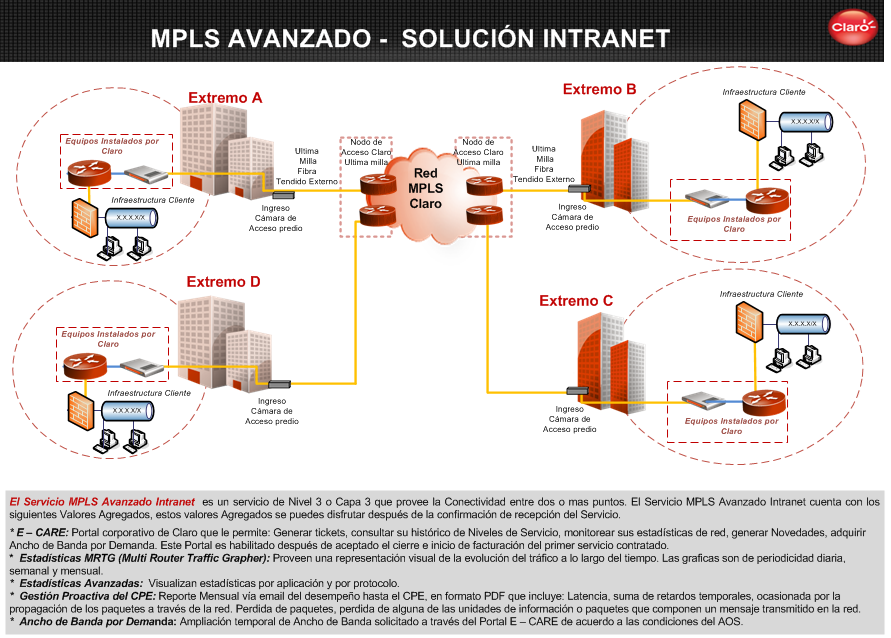 MPLS AVANZADO - SOLUCIÓN INTRANET
Claro
Extremo A
Equipos Instalados por
Claro
Infraestructura Cliente
X.X.X.X/X
Ultima
Milla
Fibra
Tendido Externo
Ingreso
Cámara de
Acceso predio
Nodo de
Acceso Claro
Ultima milla
Red
MPLS
Claro
Nodo de
Acceso Claro
Ultima milla
Ultima
Milla
Fibra
Tendido Externo
Ingreso
Cámara de
Acceso predio
Extremo B
Infraestructura Cliente
X.X.X.X/X
Equipos Instalados por
Claro
Extremo D
Equipos Instalados por
Claro
Infraestructura Cliente
X.X.X.X/X
Ingreso
Cámara de
Acceso predio
Extremo C
Infraestructura Cliente
X.X.X.X/X
Ingreso
Cámara de
Acceso predio
Equipos Instalados por
Claro
El Servicio MPLS Avanzado Intranet es un servicio de Nivel 3 o Capa 3 que provee la Conectividad entre dos o mas puntos. El Servicio MPLS Avanzado Intranet cuenta con los
siguientes Valores Agregados, estos valores Agregados se puedes disfrutar después de la confirmación de recepción del Servicio.
* E – CARE: Portal corporativo de Claro que le permite: Generar tickets, consultar su histórico de Niveles de Servicio, monitorear sus estadísticas de red, generar Novedades, adquirir
Ancho de Banda por Demanda. Este Portal es habilitado después de aceptado el cierre e inicio de facturación del primer servicio contratado.
* Estadísticas MRTG (Multi Router Traffic Grapher): Proveen una representación visual de la evolución del tráfico a lo largo del tiempo. Las graficas son de periodicidad diaria,
semanal y mensual.
* Estadísticas Avanzadas: Visualizan estadísticas por aplicación y por protocolo.
* Gestión Proactiva del CPE: Reporte Mensual vía email del desempeño hasta el CPE, en formato PDF que incluye: Latencia, suma de retardos temporales, ocasionada por la
propagación de los paquetes a través de la red. Perdida de paquetes, perdida de alguna de las unidades de información o paquetes que componen un mensaje transmitido en la red.
* Ancho de Banda por Demanda: Ampliación temporal de Ancho de Banda solicitado a través del Portal E – CARE de acuerdo a las condiciones del AOS.